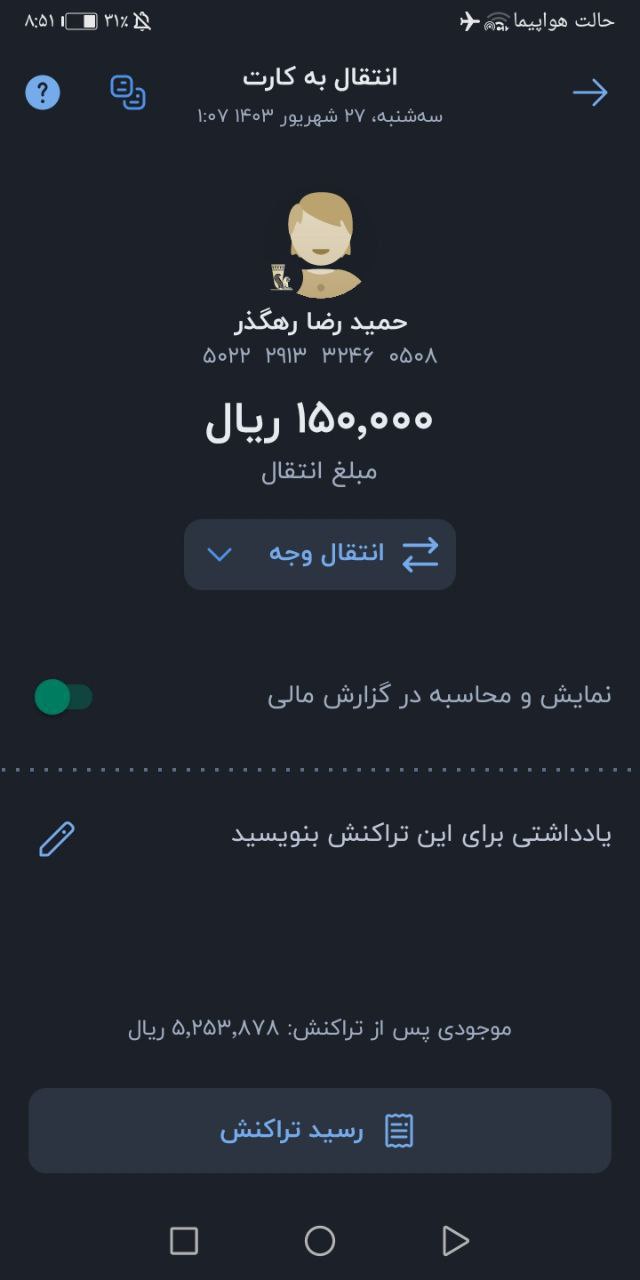 حالت هواپیما ۳۱٪ ۸:۵۱
انتقال به کارت
سه‌شنبه، ۲۷ شهریور ۱۴۰۳ ۱:۰۷
حمید رضا رهگذر
۵۰۲۲ ۲۹۱۳ ۳۲۴۶ ۰۵۰۸
۱۵۰,۰۰۰ ریال
مبلغ انتقال
انتقال وجه
نمایش و محاسبه در گزارش مالی
یادداشتی برای این تراکنش بنویسید
موجودی پس از تراکنش: ۵,۲۵۳,۸۷۸ ریال
رسید تراکنش